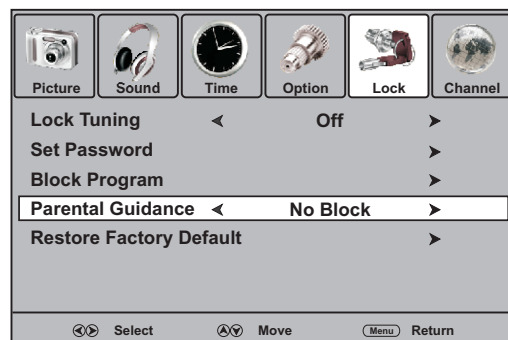 Picture Sound Time Option Lock Channel
Lock Tuning Off
Set Password
Block Program
Parental Guidance No Block
Restore Factory Default
Select Move Menu Return